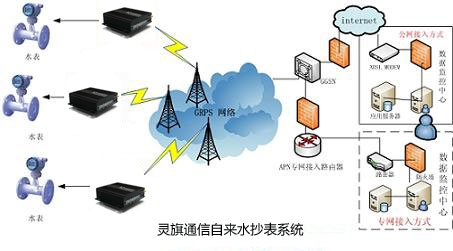 internet
公网接入方式
ADSL MODEM
数据监控中心
应用服务器
水表
GGSN
GRPS 网络
水表
APN专网接入路由器
路由器
防火墙
数据监控中心
专网接入方式
水表
灵旗通信自来水抄表系统